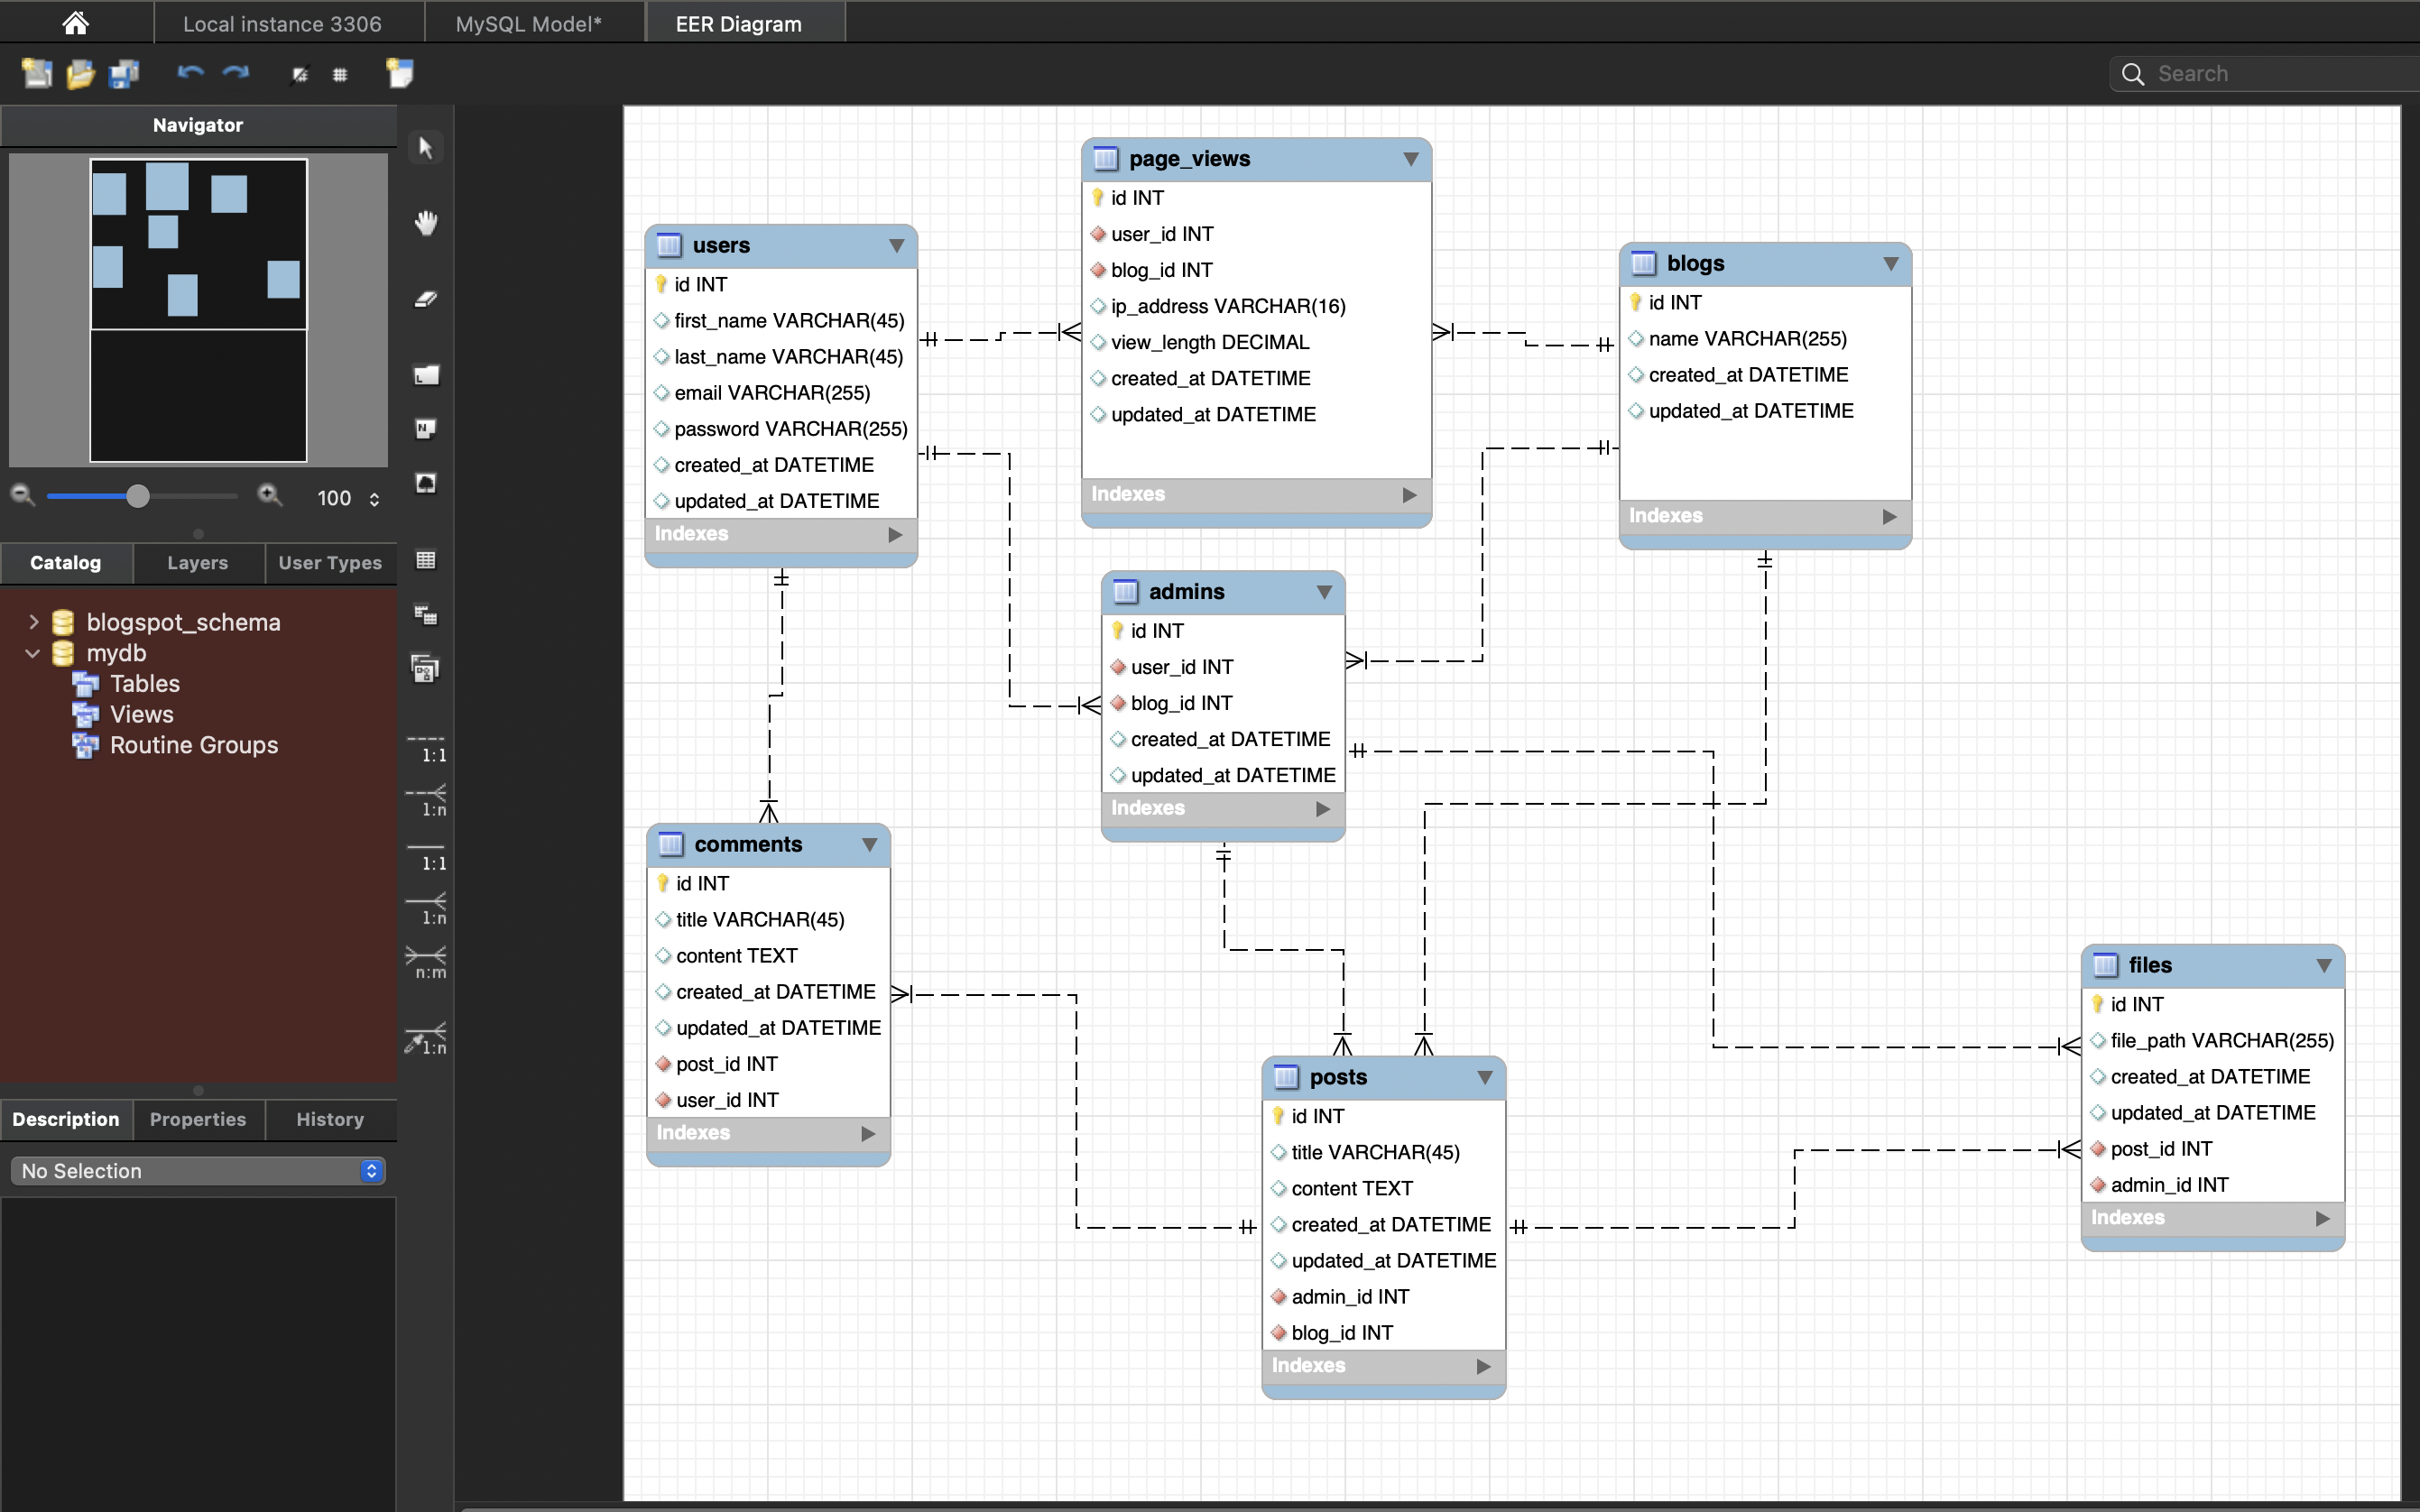 Local instance 3306
MySQL Model*
EER Diagram
Search
Navigator
100
Catalog
Layers
User Types
blogspot_schema
mydb
Tables
Views
Routine Groups
Description
Properties
History
No Selection
L
N
1:1
1:n
1:1
1:n
n:m
1:n
page_views
id INT
user_id INT
blog_id INT
ip_address VARCHAR(16)
view_length DECIMAL
created_at DATETIME
updated_at DATETIME
Indexes
users
id INT
first_name VARCHAR(45)
last_name VARCHAR(45)
email VARCHAR(255)
password VARCHAR(255)
created_at DATETIME
updated_at DATETIME
Indexes
blogs
id INT
name VARCHAR(255)
created_at DATETIME
updated_at DATETIME
Indexes
admins
id INT
user_id INT
blog_id INT
created_at DATETIME
updated_at DATETIME
Indexes
comments
id INT
title VARCHAR(45)
content TEXT
created_at DATETIME
updated_at DATETIME
post_id INT
user_id INT
Indexes
posts
id INT
title VARCHAR(45)
content TEXT
created_at DATETIME
updated_at DATETIME
admin_id INT
blog_id INT
Indexes
files
id INT
file_path VARCHAR(255)
created_at DATETIME
updated_at DATETIME
post_id INT
admin_id INT
Indexes